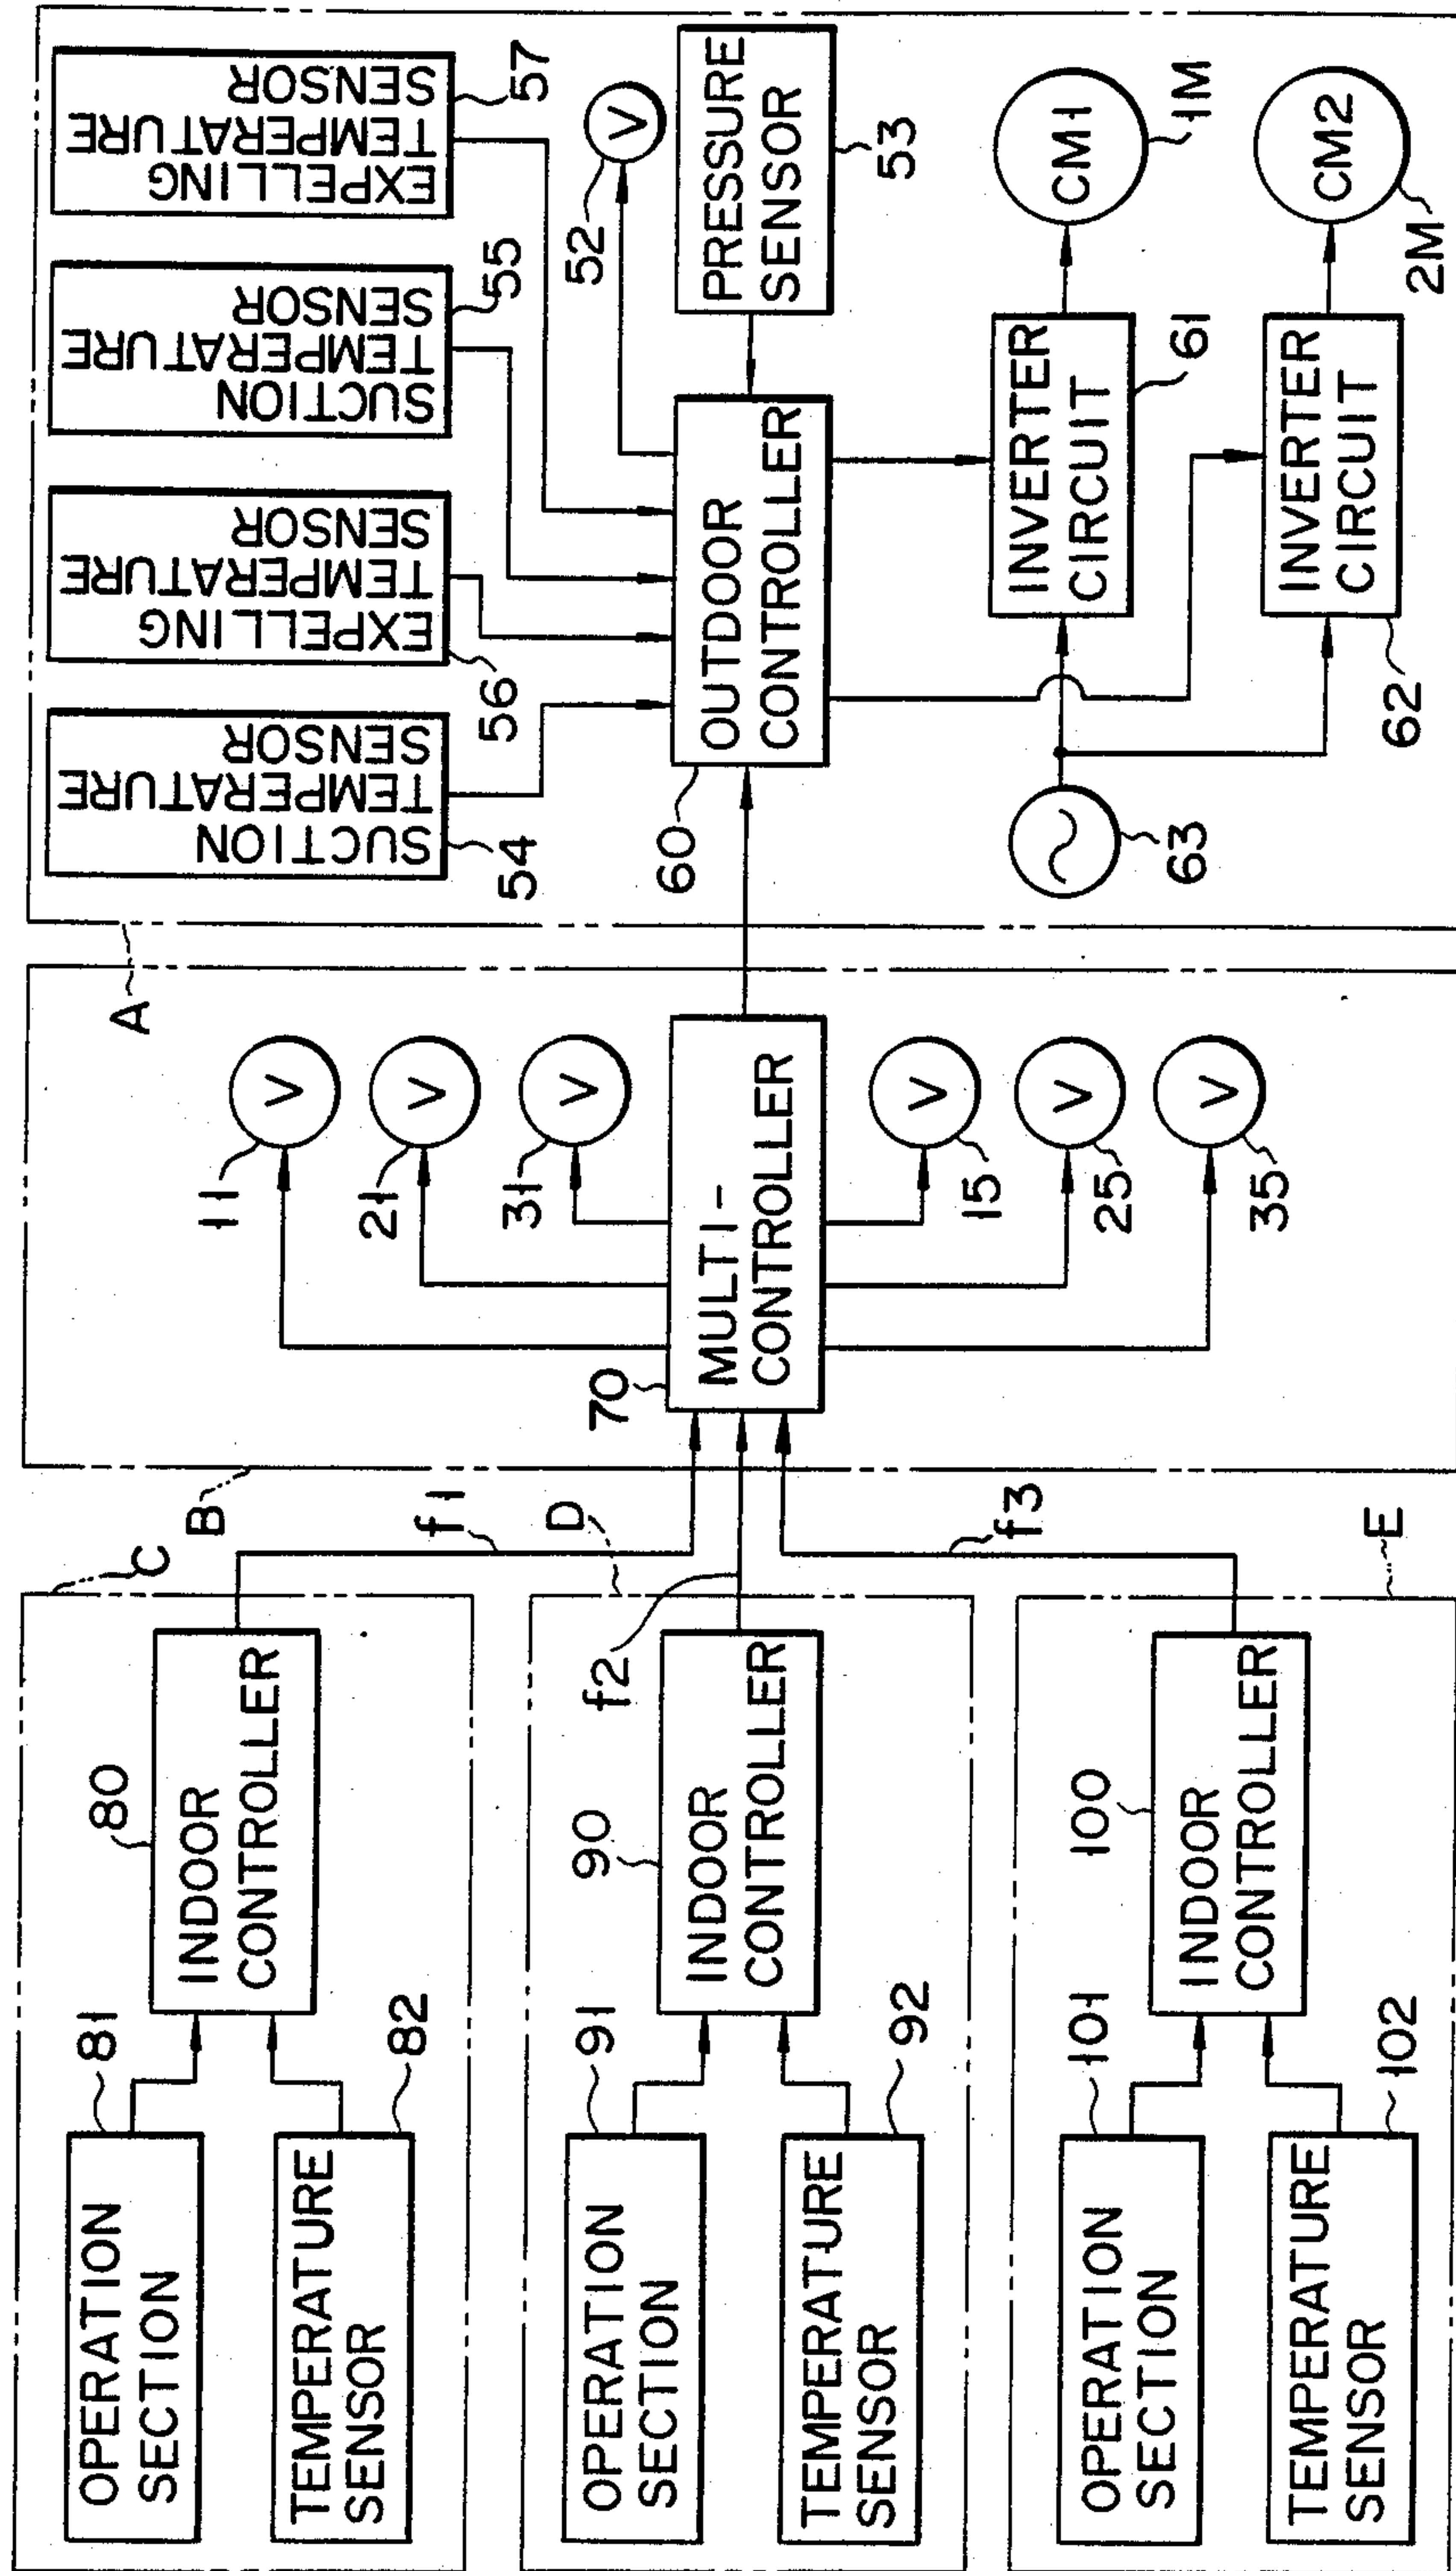 OPERATION
SECTION
81
TEMPERATURE
SENSOR
82
80
INDOOR
CONTROLLER
C
f1
OPERATION
SECTION
91
TEMPERATURE
SENSOR
92
90
INDOOR
CONTROLLER
D
f2
OPERATION
SECTION
101
TEMPERATURE
SENSOR
102
100
INDOOR
CONTROLLER
E
f3
B
70
MULTI-
CONTROLLER
11
V
21
V
31
V
15
V
25
V
35
V
A
SUCTION
TEMPERATURE
SENSOR
54
EXPELLING
TEMPERATURE
SENSOR
56
SUCTION
TEMPERATURE
SENSOR
55
EXPELLING
TEMPERATURE
SENSOR
57
60
OUTDOOR
CONTROLLER
52
V
PRESSURE
SENSOR
53
63
INVERTER
CIRCUIT
61
CM1
1M
INVERTER
CIRCUIT
62
CM2
2M